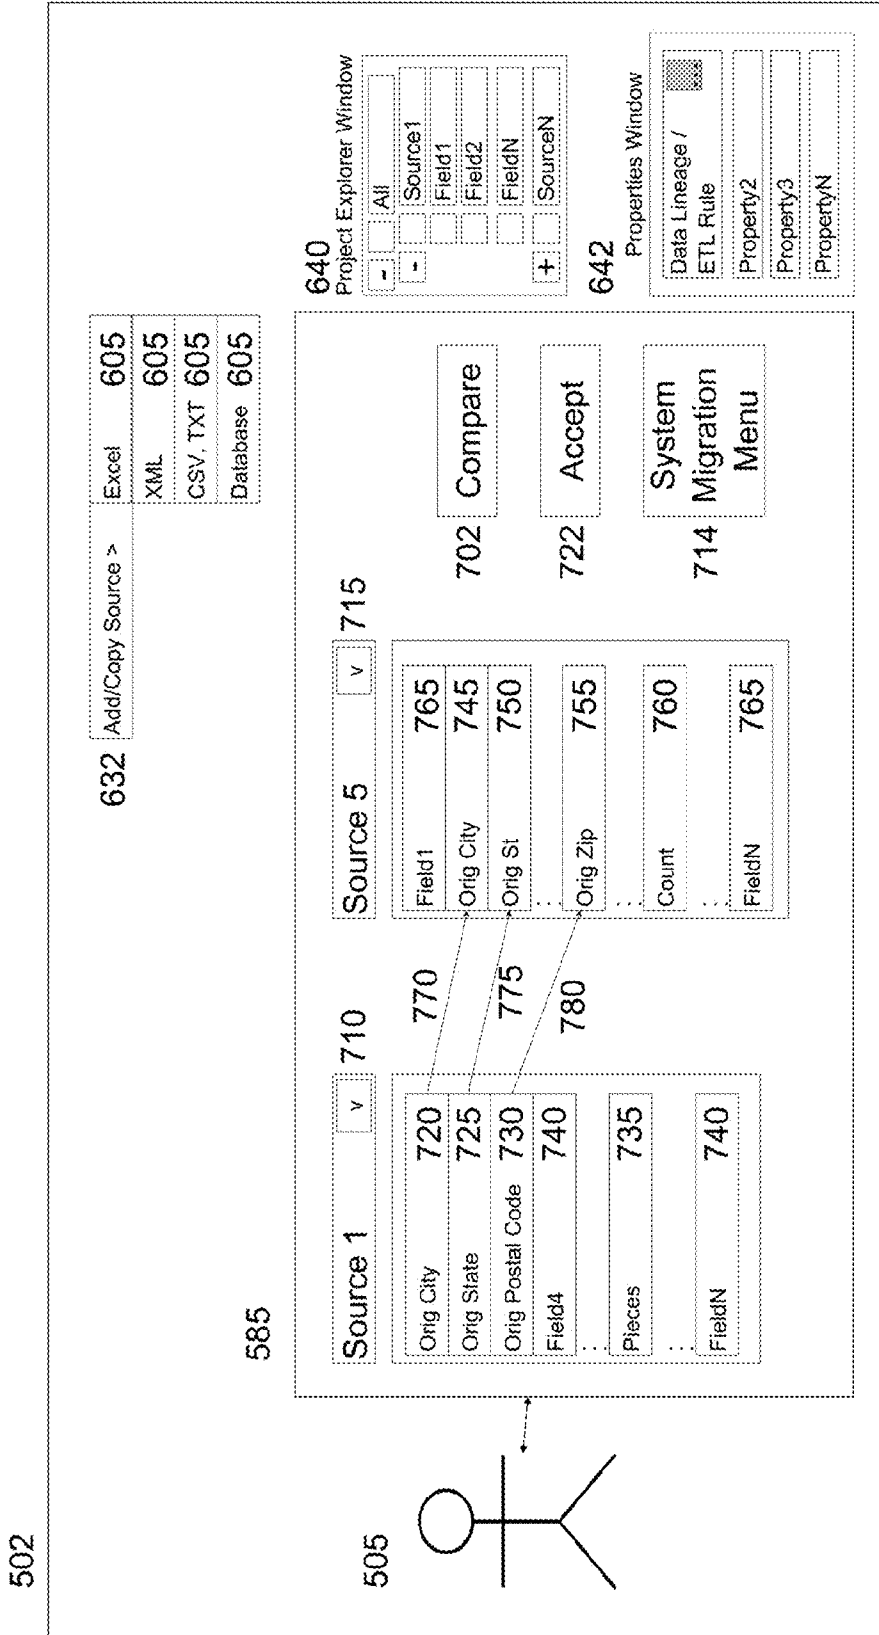 502
505
585
632 Add/Copy Source >
Excel 605
XML 605
CSV, TXT 605
Database 605
Source 1 v 710
Orig City 720
Orig State 725
Orig Postal Code 730
Field4 740
...
Pieces 735
...
FieldN 740
770
775
780
Source 5 v 715
Field1 765
Orig City 745
Orig St 750
...
Orig Zip 755
...
Count 760
...
FieldN 765
702 Compare
722 Accept
714 System
Migration
Menu
640
Project Explorer Window
- All
- Source1
Field1
Field2
FieldN
+ SourceN
642
Properties Window
Data Lineage / ...
ETL Rule
Property2
Property3
PropertyN